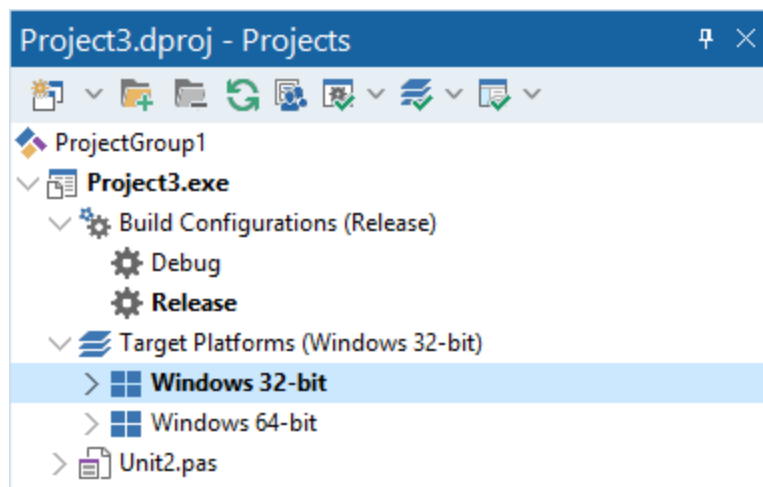 Project3.dproj - Projects
ProjectGroup1
Project3.exe
Build Configurations (Release)
Debug
Release
Target Platforms (Windows 32-bit)
Windows 32-bit
Windows 64-bit
Unit2.pas